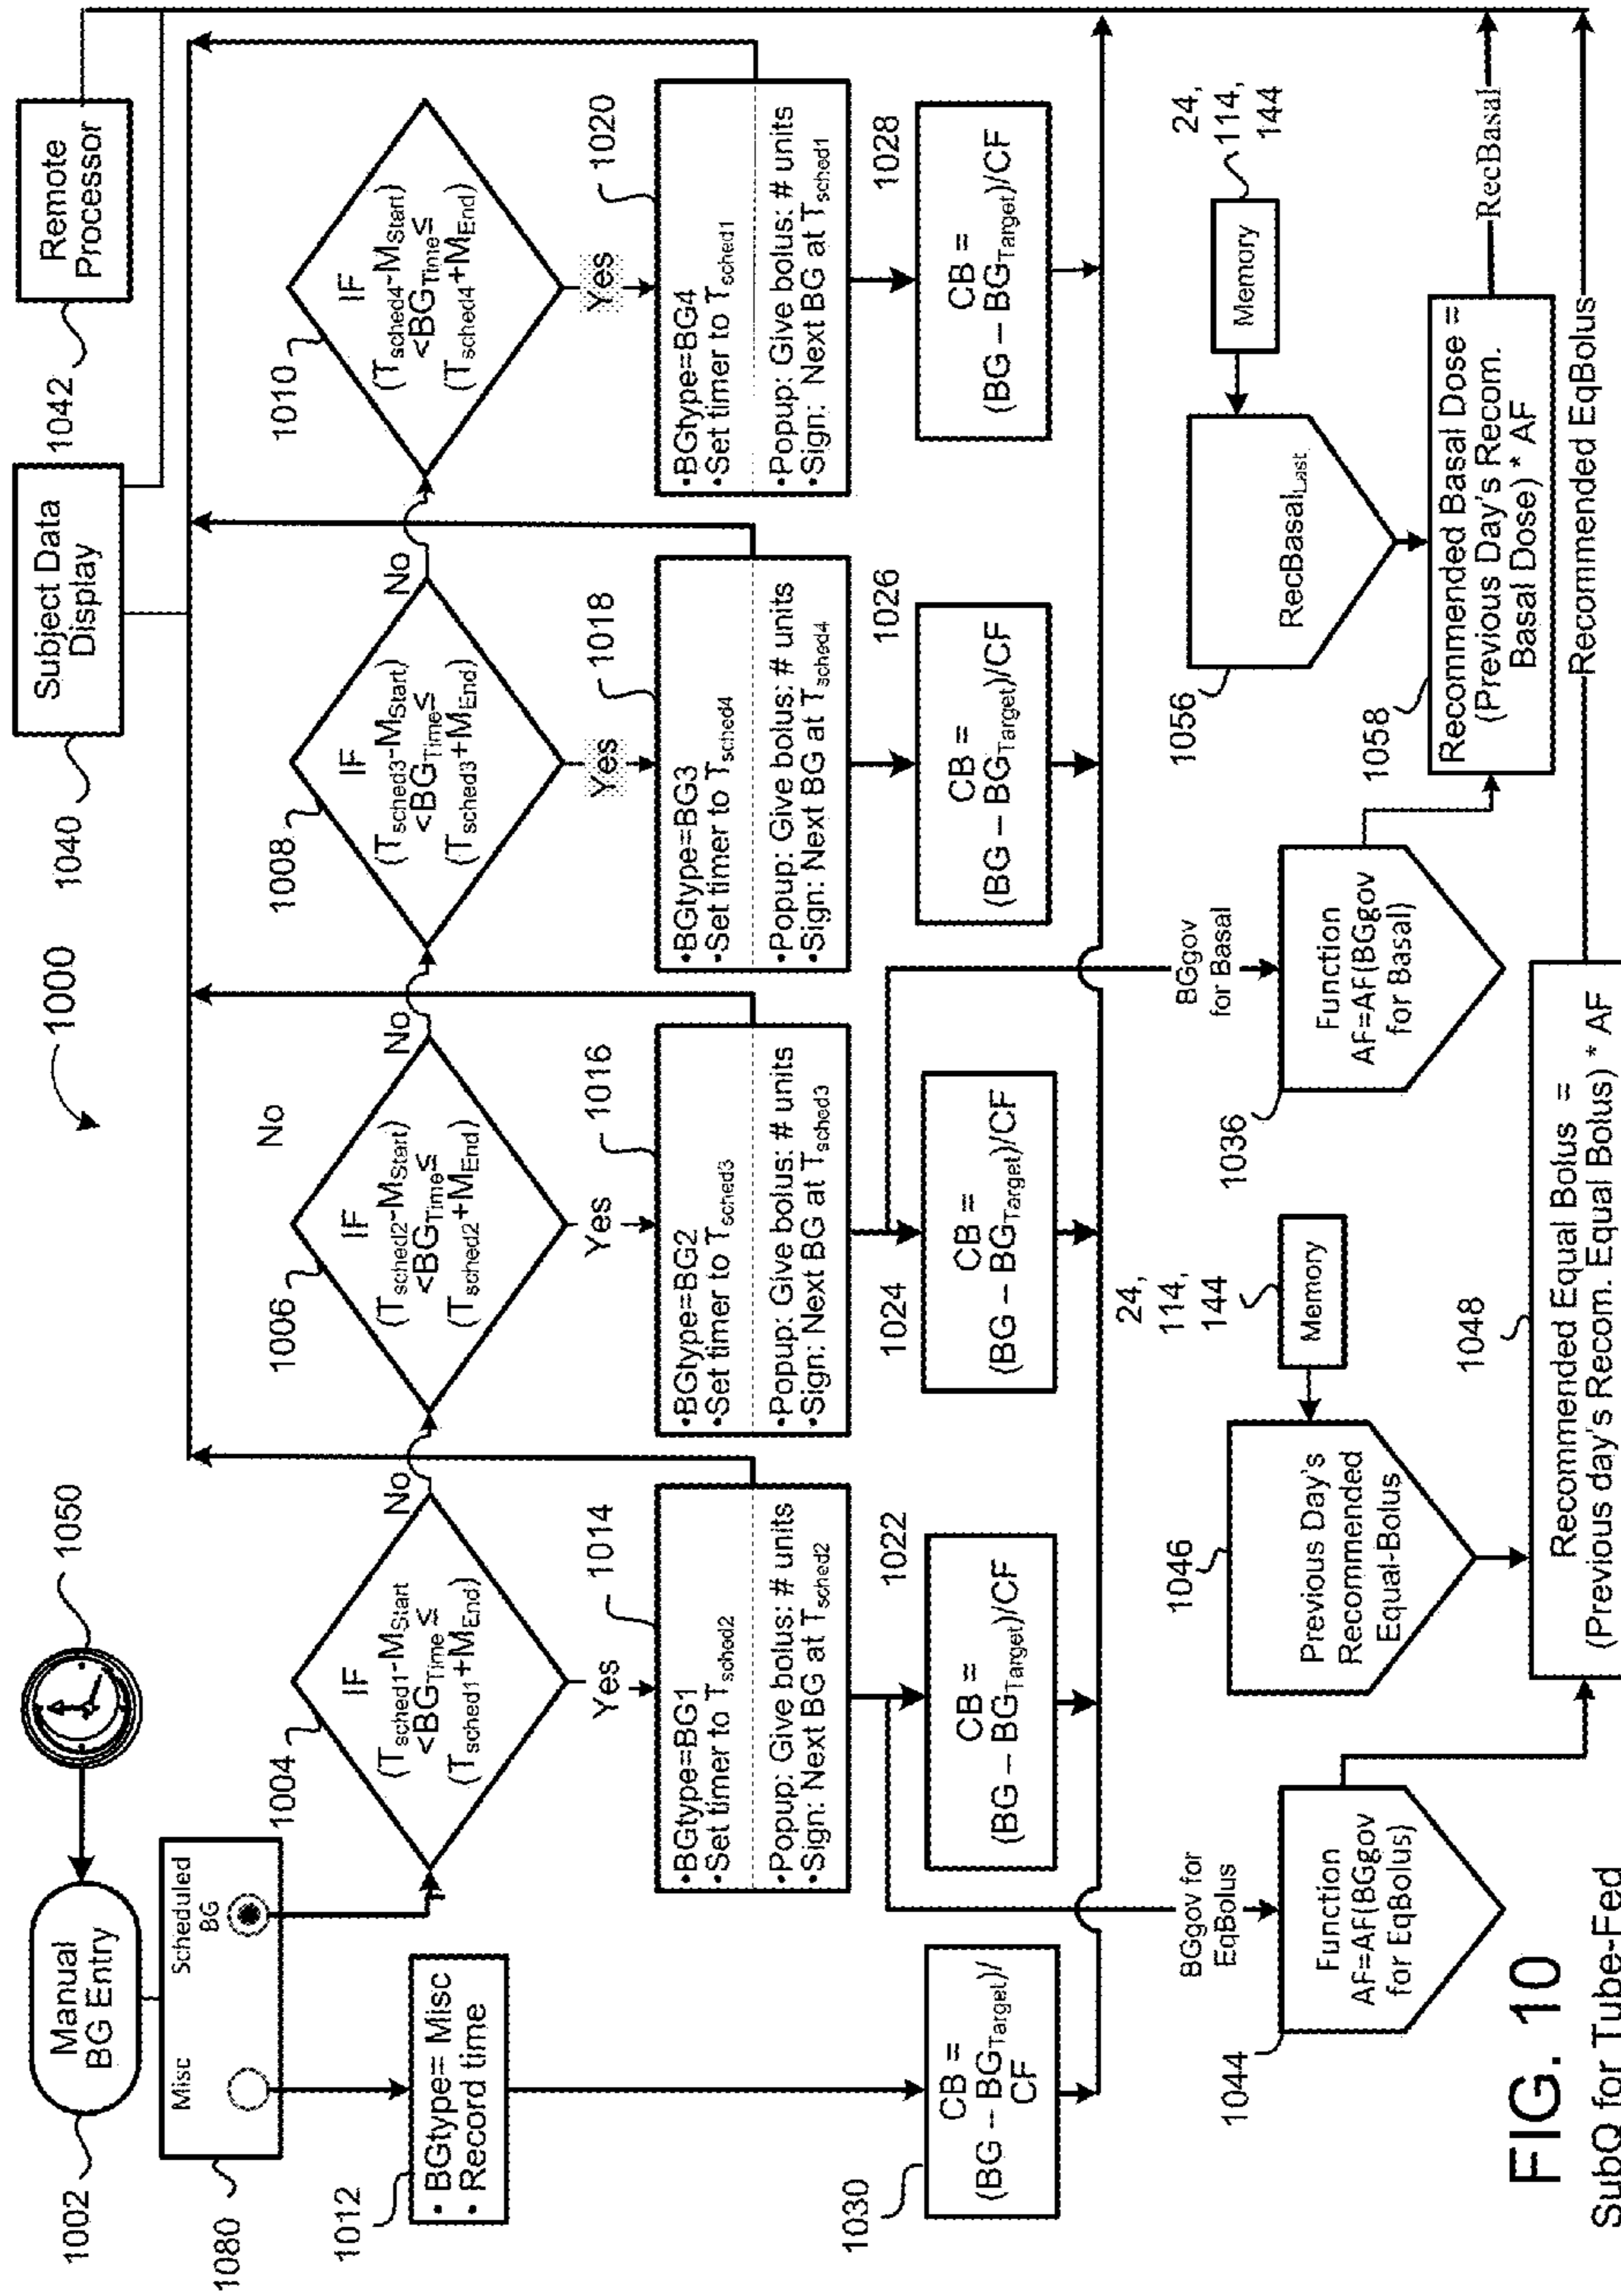 1000
Manual
BG Entry
1002
1050
Subject Data
Display
1040
Remote
Processor
1042
Misc
Scheduled
BG
1080
1004
IF
(Tsched1-MStart
<BGTime≤
(Tsched1+MEnd)
No
Yes
1006
IF
(Tsched2-MStart)
<BGTime≤
(Tsched2+MEnd)
No
No
Yes
1008
IF
(Tsched3-MStart)
<BGTime≤
(Tsched3+MEnd)
No
Yes
1010
IF
(Tsched4-MStart)
<BGTime≤
(Tsched4+MEnd)
Yes
1012
• BGtype= Misc
• Record time
1014
•BGtype=BG1
•Set timer to Tsched2
•Popup: Give bolus: # units
•Sign: Next BG at Tsched2
1016
•BGtype=BG2
•Set timer to Tsched3
•Popup: Give bolus: # units
•Sign: Next BG at Tsched3
1018
•BGtype=BG3
•Set timer to Tsched4
•Popup: Give bolus: # units
•Sign: Next BG at Tsched4
1020
•BGtype=BG4
•Set timer to Tsched1
•Popup: Give bolus: # units
•Sign: Next BG at Tsched1
1030
CB =
(BG – BGTarget)/
CF
1022
CB =
(BG – BGTarget)/CF
1024
CB =
(BG – BGTarget)/CF
1026
CB =
(BG – BGTarget)/CF
1028
CB =
(BG – BGTarget)/CF
BGgov for
EqBolus
1044
Function
AF=AF(BGgov
for EqBolus)
1046
Previous Day's
Recommended
Equal-Bolus
24,
114,
144
Memory
1048
Recommended Equal Bolus =
(Previous day's Recom. Equal Bolus) * AF
BGgov
for Basal
1036
Function
AF=AF(BGgov
for Basal)
1056
RecBasalLast
24,
114,
144
Memory
1058
Recommended Basal Dose =
(Previous Day's Recom.
Basal Dose) * AF
RecBasal
Recommended EqBolus
FIG. 10
SubQ for Tube-Fed